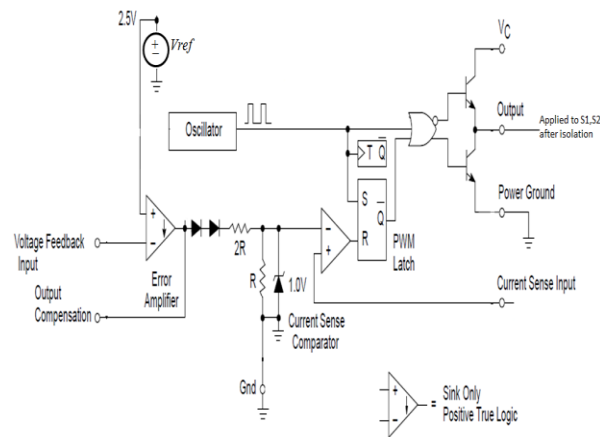 2.5V
+
−
Vref
VC
Oscillator
Output
Applied to S1,S2
after isolation
T Q
Power Ground
S
Q
R
PWM
Latch
+
−
Voltage Feedback
Input
Error
Amplifier
2R
−
+
R
1.0V
Output
Compensation
Current Sense
Comparator
Current Sense Input
Gnd
+
−
= Sink Only
Positive True Logic